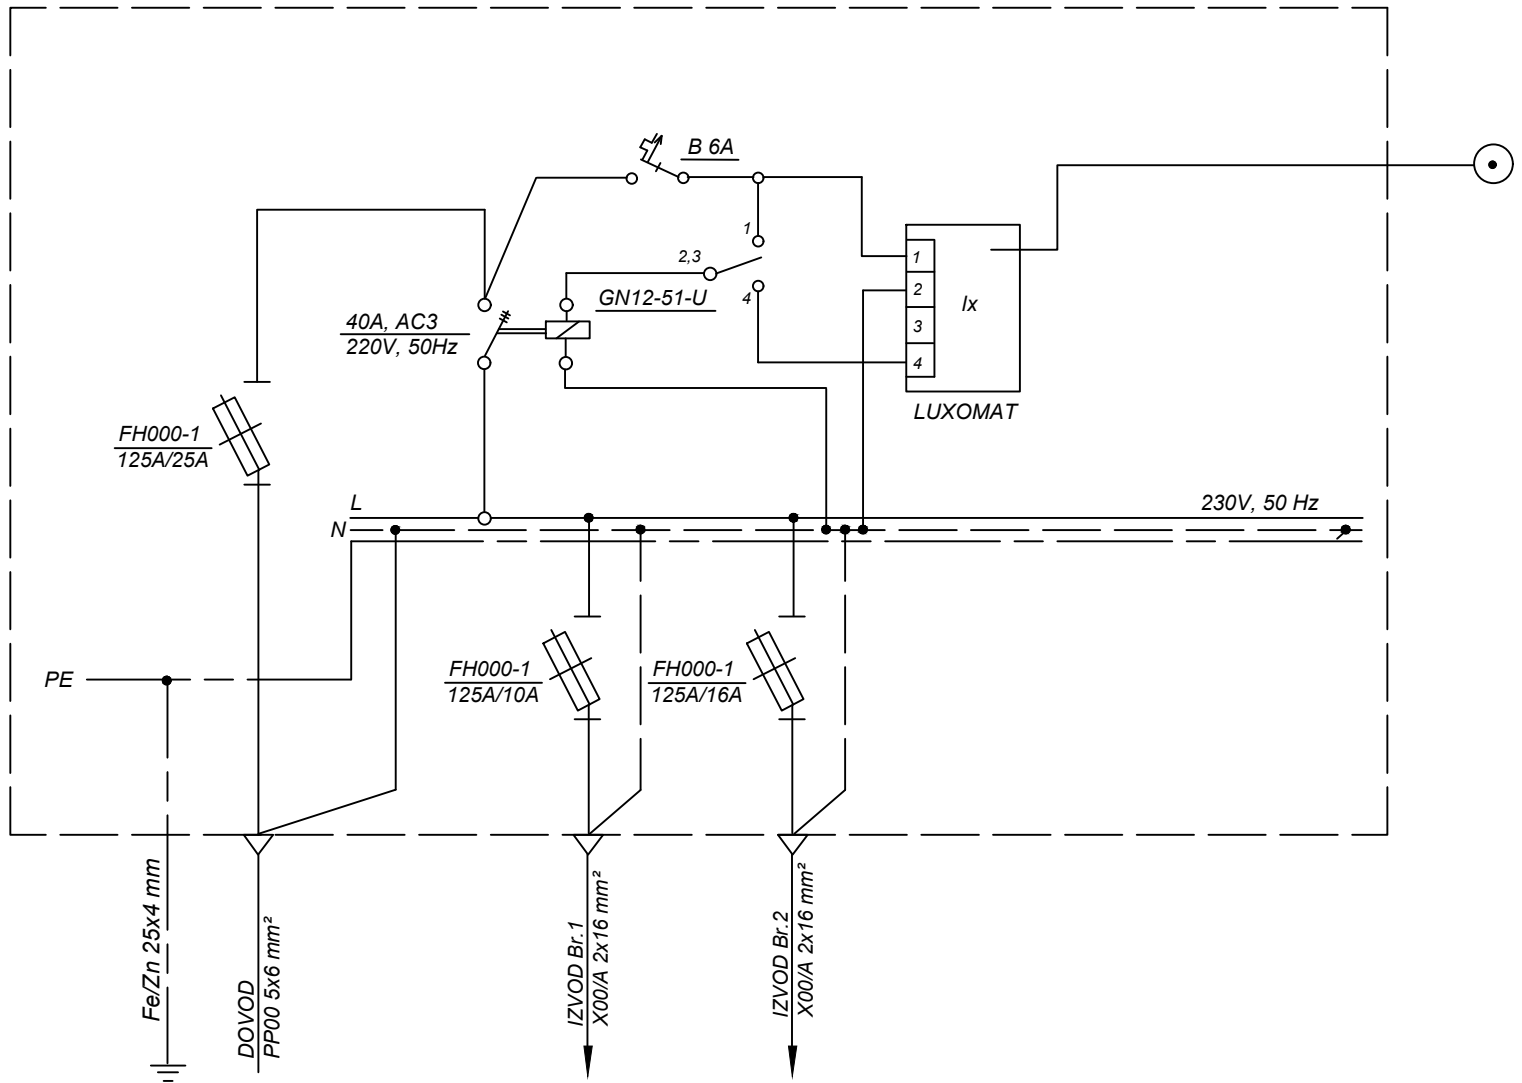 B 6A
1
2,3
4
GN12-51-U
40A, AC3
220V, 50Hz
1
2
3
4
Ix
LUXOMAT
FH000-1
125A/25A
L
N
230V, 50 Hz
PE
FH000-1
125A/10A
FH000-1
125A/16A
Fe/Zn 25x4 mm
DOVOD
PP00 5x6 mm²
IZVOD Br.1
X00/A 2x16 mm²
IZVOD Br.2
X00/A 2x16 mm²